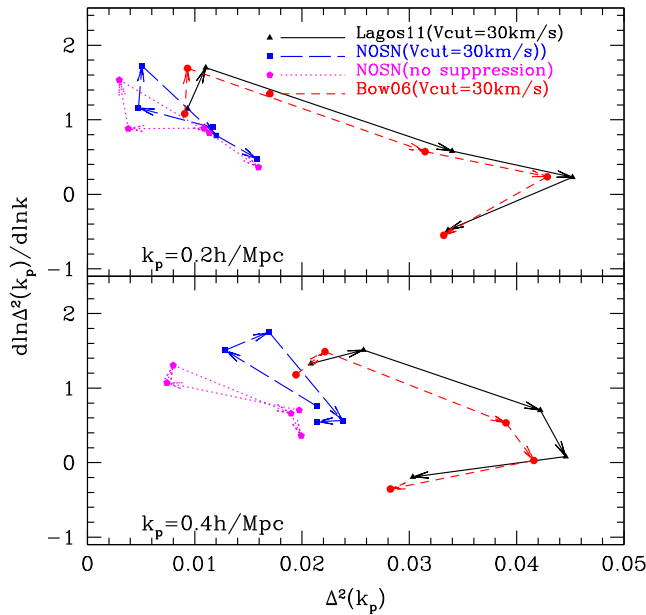 2
1
0
−1
Lagos11(Vcut=30km/s)
NOSN(Vcut=30km/s))
NOSN(no suppression)
Bow06(Vcut=30km/s)
k_p=0.2h/Mpc
dlnΔ²(k_p)/dlnk
2
1
0
−1
k_p=0.4h/Mpc
0 0.01 0.02 0.03 0.04 0.05
Δ²(k_p)